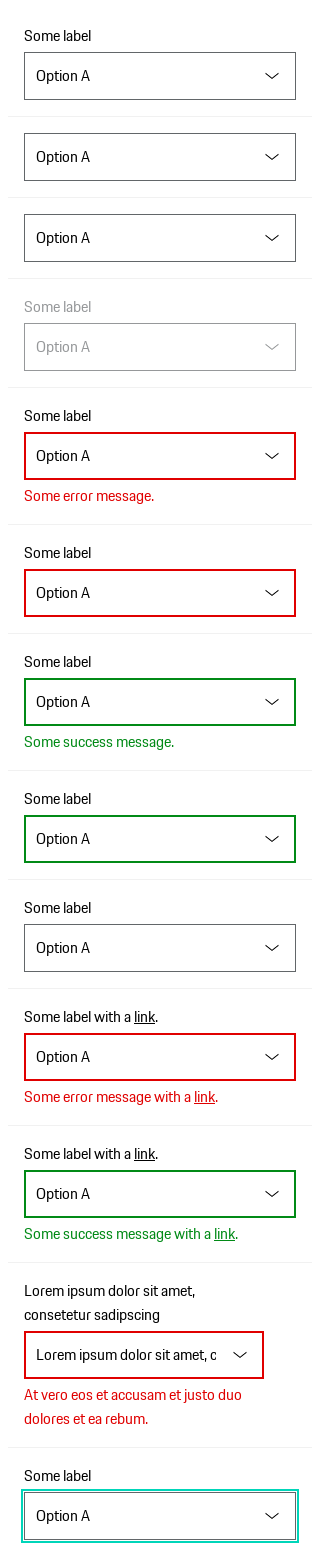 Some label
Option A
Option A
Option A
Some label
Option A
Some label
Option A
Some error message.
Some label
Option A
Some label
Option A
Some success message.
Some label
Option A
Some label
Option A
Some label with a link.
Option A
Some error message with a link.
Some label with a link.
Option A
Some success message with a link.
Lorem ipsum dolor sit amet,
consetetur sadipscing
Lorem ipsum dolor sit amet, c
At vero eos et accusam et justo duo
dolores et ea rebum.
Some label
Option A